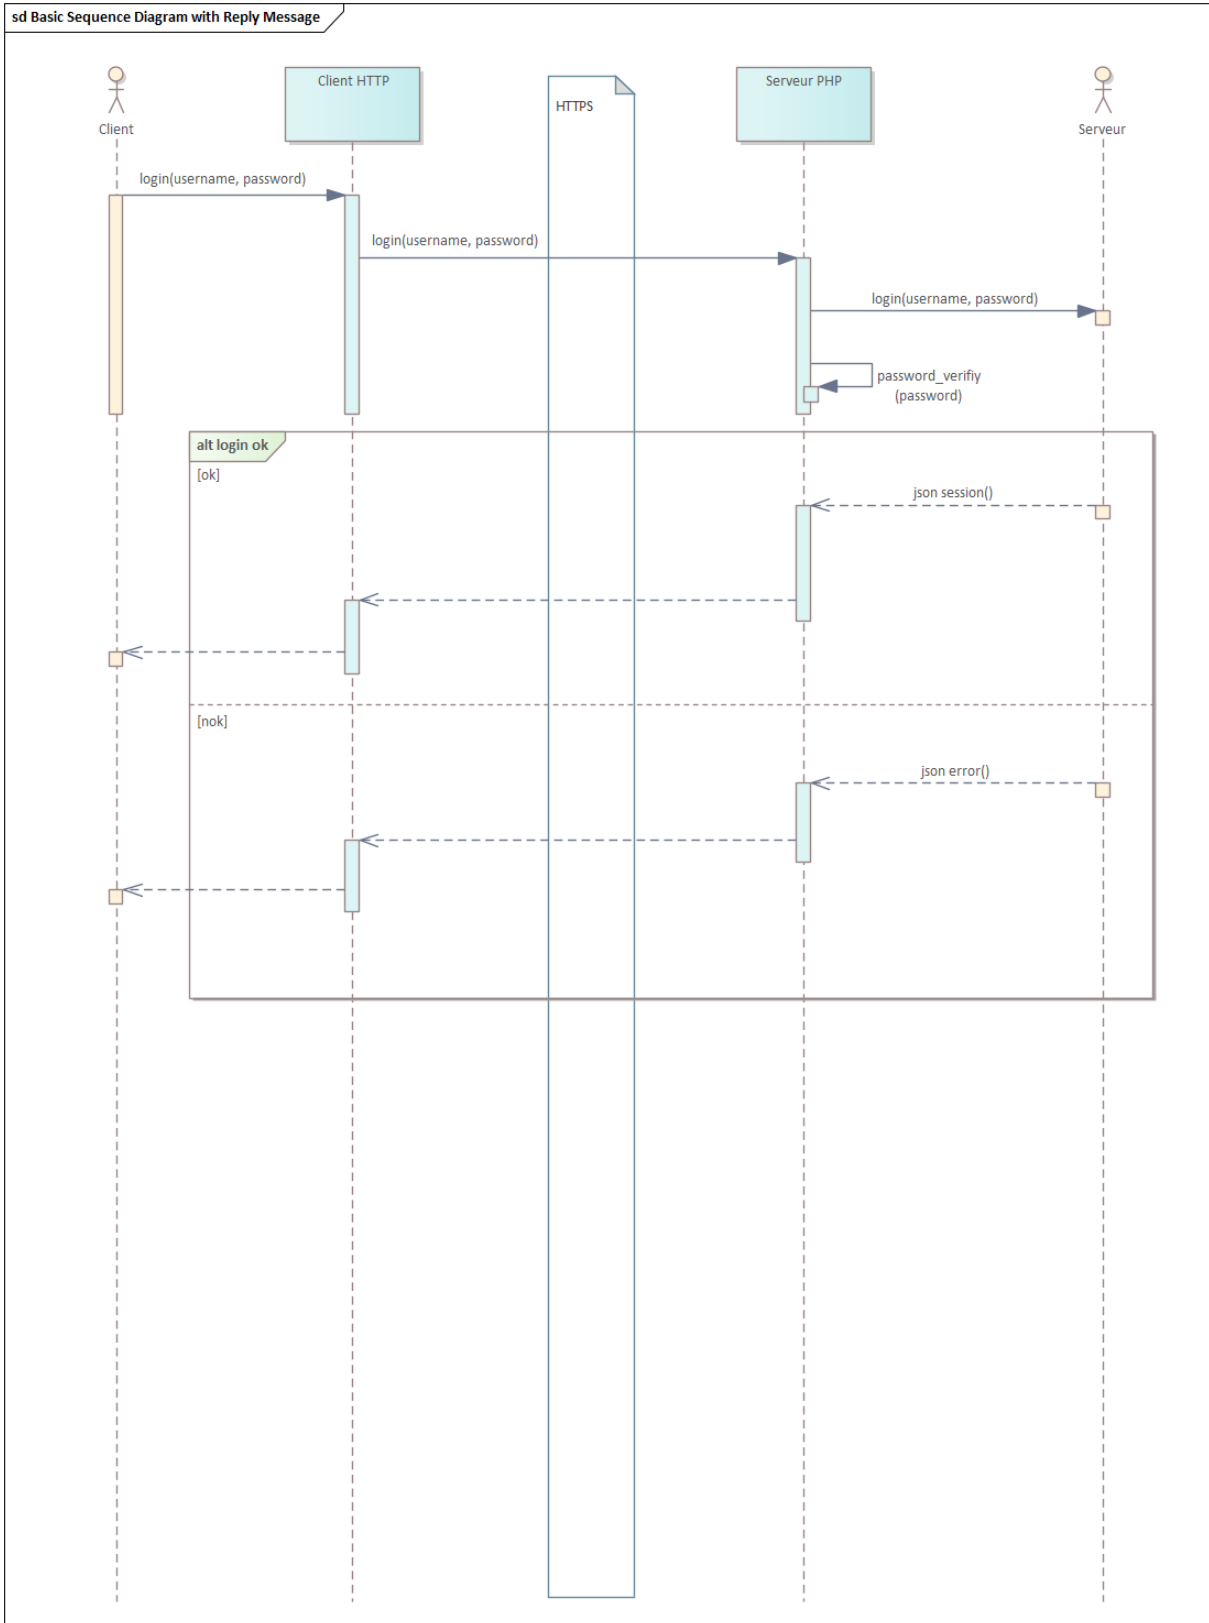 sd Basic Sequence Diagram with Reply Message
Client HTTP
HTTPS
Serveur PHP
Client
Serveur
login(username, password)
login(username, password)
login(username, password)
password_verifiy
(password)
alt login ok
[ok]
json session()
[nok]
json error()